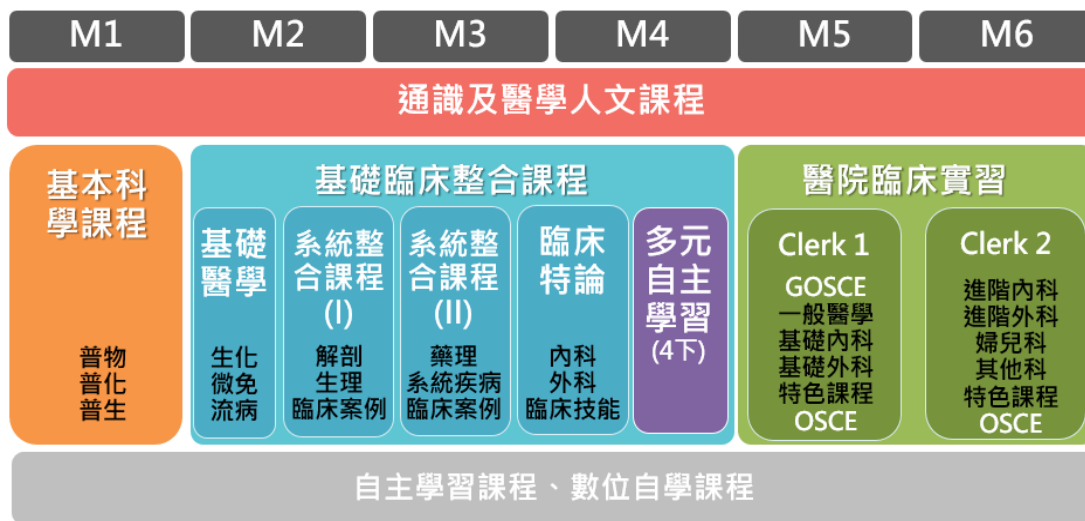 M1
M2
M3
M4
M5
M6
通識及醫學人文課程
基本科
學課程
普物
普化
普生
基礎臨床整合課程
基礎
醫學
生化
微免
流病
系統整
合課程
(I)
解剖
生理
臨床案例
系統整
合課程
(II)
藥理
系統疾病
臨床案例
臨床
特論
內科
外科
臨床技能
多元
自主
學習
(4下)
醫院臨床實習
Clerk 1
GOSCE
一般醫學
基礎內科
基礎外科
特色課程
OSCE
Clerk 2
進階內科
進階外科
婦兒科
其他科
特色課程
OSCE
自主學習課程、數位自學課程